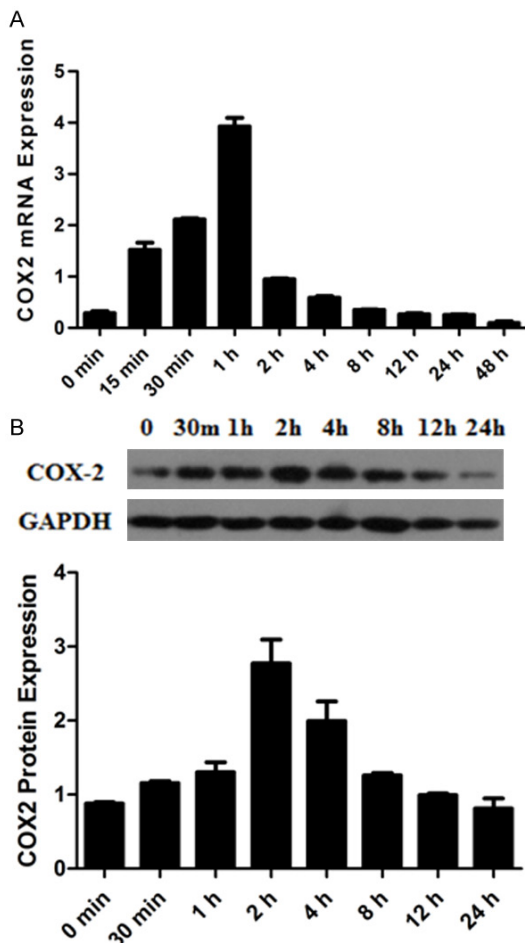 A
COX2 mRNA Expression
5
4
3
2
1
0
0 min 15 min 30 min 1 h 2 h 4 h 8 h 12 h 24 h 48 h
B
0 30m 1h 2h 4h 8h 12h 24h
COX-2
GAPDH
COX2 Protein Expression
4
3
2
1
0
0 min 30 min 1 h 2 h 4 h 8 h 12 h 24 h